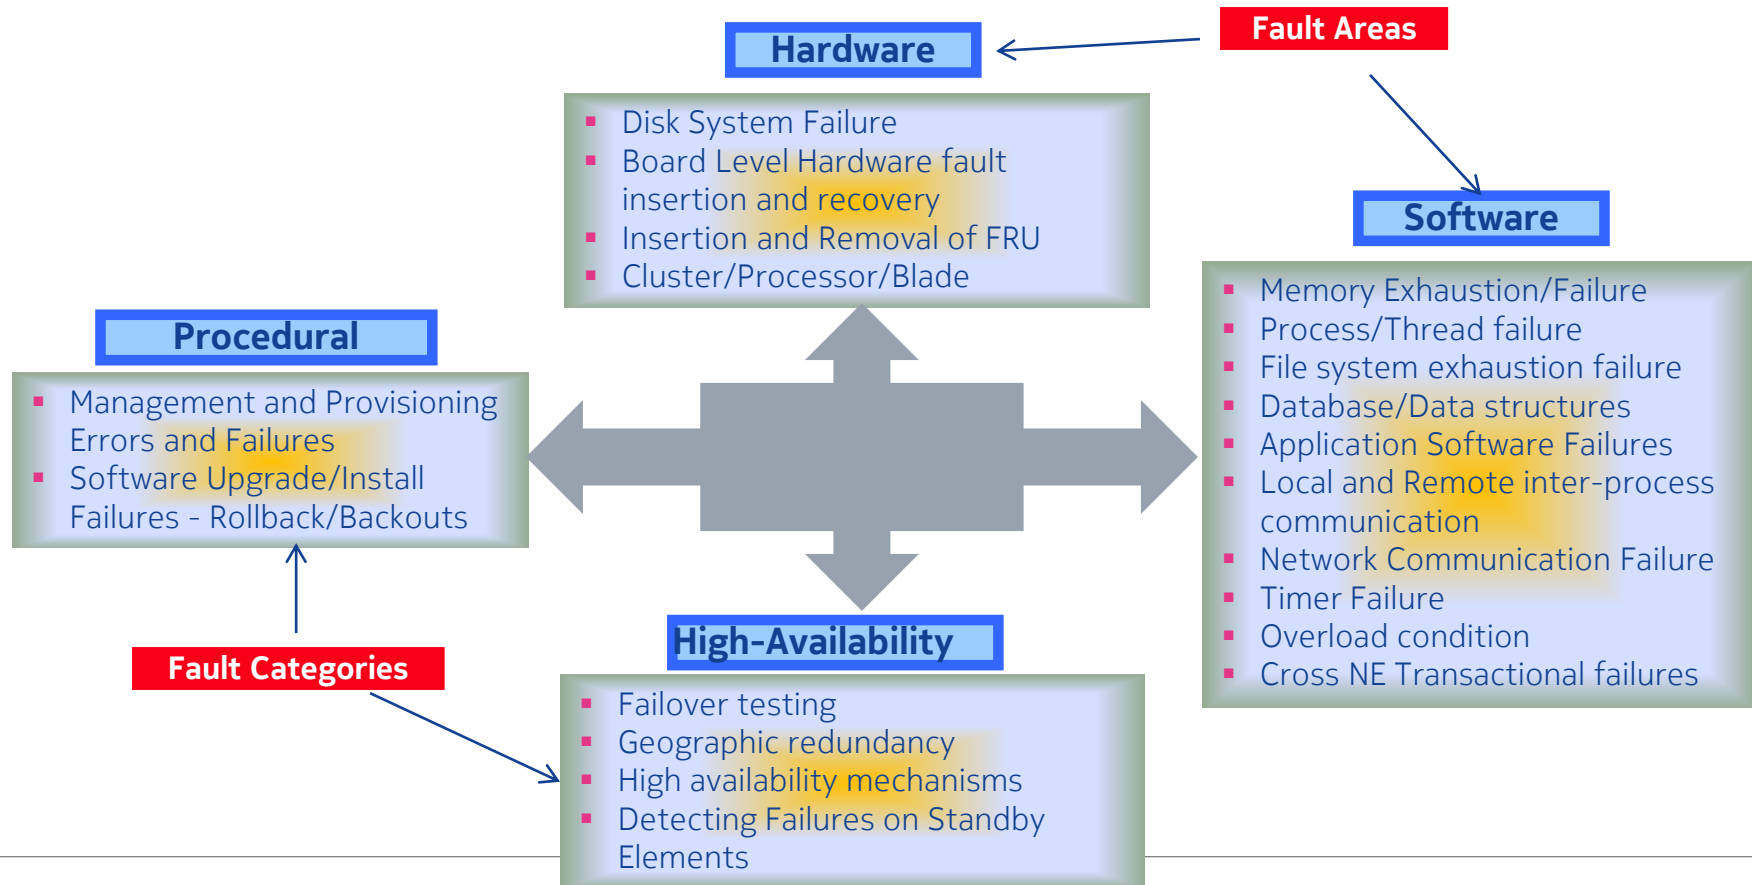 Fault Areas
Hardware
Disk System Failure
Board Level Hardware fault
insertion and recovery
Insertion and Removal of FRU
Cluster/Processor/Blade
Software
Memory Exhaustion/Failure
Process/Thread failure
File system exhaustion failure
Database/Data structures
Application Software Failures
Local and Remote inter-process
communication
Network Communication Failure
Timer Failure
Overload condition
Cross NE Transactional failures
Procedural
Management and Provisioning
Errors and Failures
Software Upgrade/Install
Failures - Rollback/Backouts
Fault Categories
High-Availability
Failover testing
Geographic redundancy
High availability mechanisms
Detecting Failures on Standby
Elements